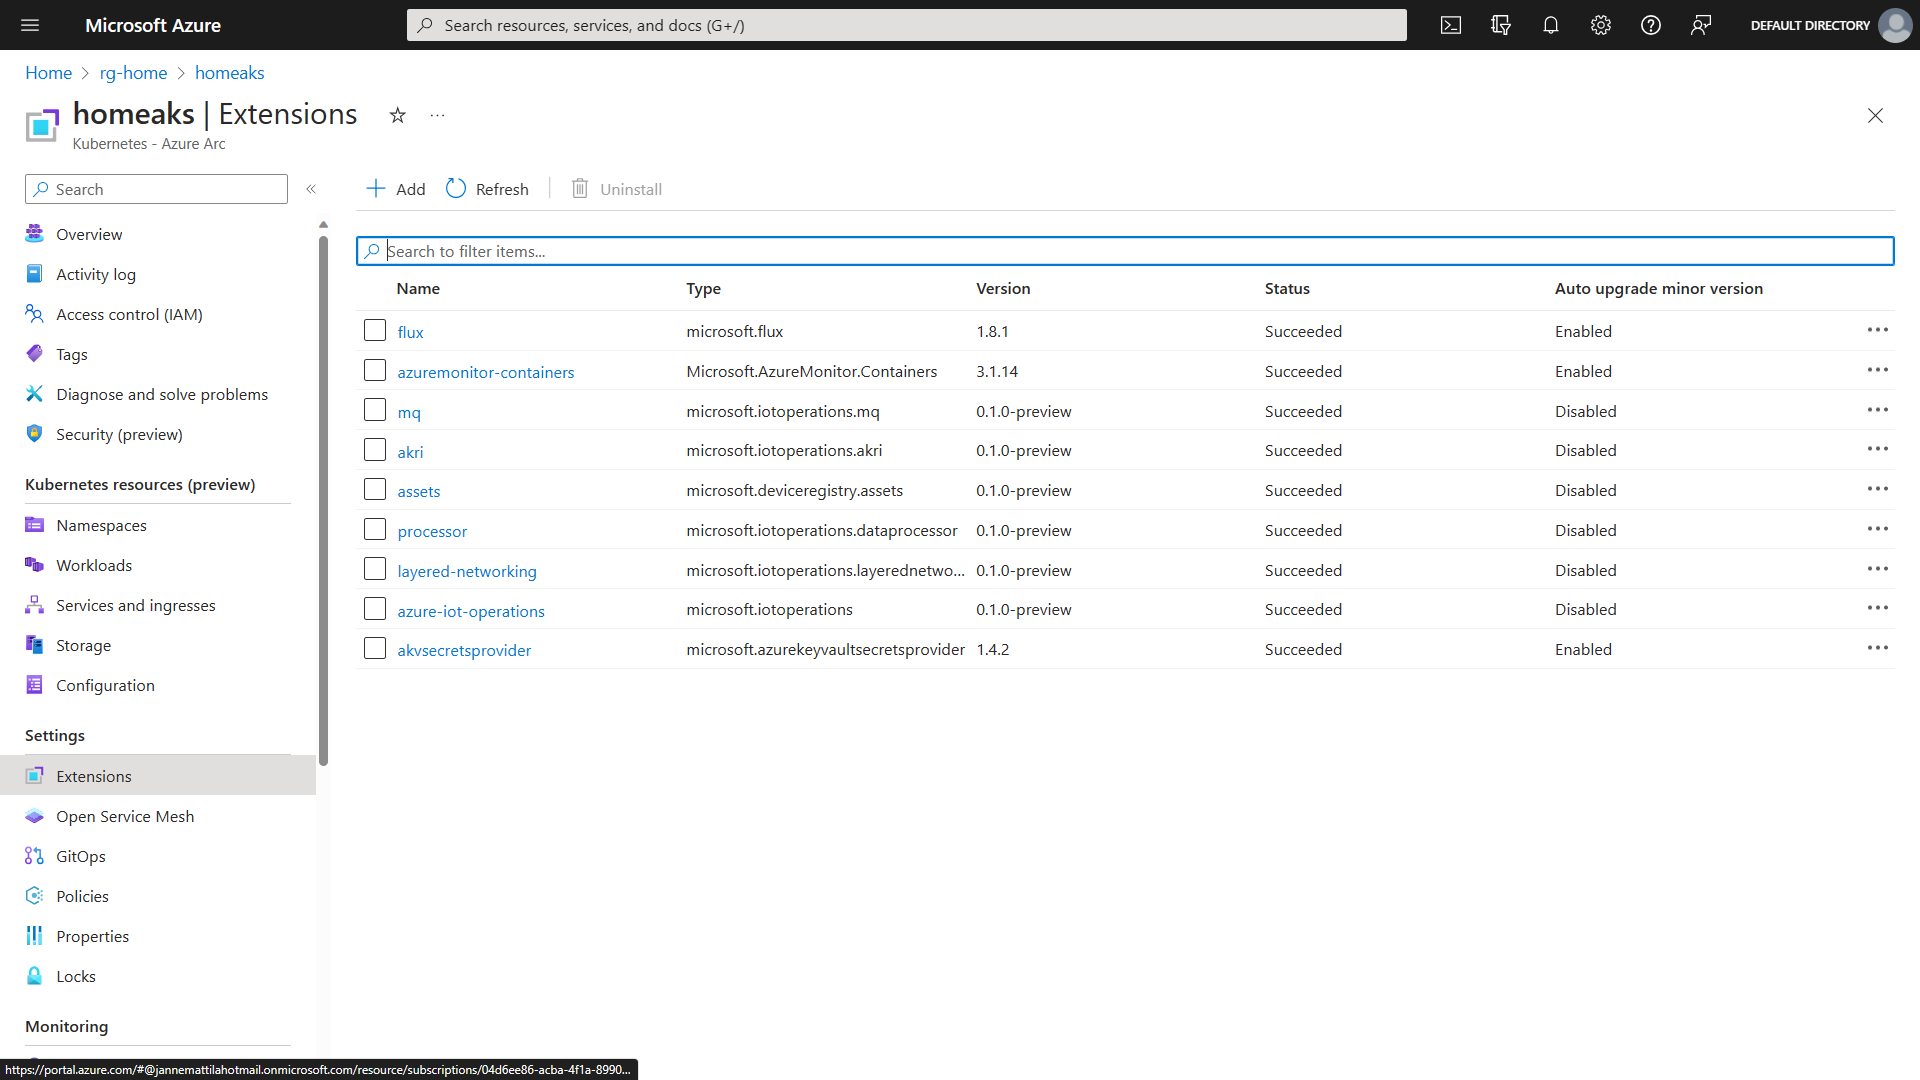 Microsoft Azure
Search resources, services, and docs (G+/)
DEFAULT DIRECTORY
Home > rg-home > homeaks
homeaks | Extensions
Kubernetes - Azure Arc
Search
Add
Refresh
Uninstall
Overview
Activity log
Access control (IAM)
Tags
Diagnose and solve problems
Security (preview)
Kubernetes resources (preview)
Namespaces
Workloads
Services and ingresses
Storage
Configuration
Settings
Extensions
Open Service Mesh
GitOps
Policies
Properties
Locks
Monitoring
Search to filter items...
Name Type Version Status Auto upgrade minor version
flux microsoft.flux 1.8.1 Succeeded Enabled
azuremonitor-containers Microsoft.AzureMonitor.Containers 3.1.14 Succeeded Enabled
mq microsoft.iotoperations.mq 0.1.0-preview Succeeded Disabled
akri microsoft.iotoperations.akri 0.1.0-preview Succeeded Disabled
assets microsoft.deviceregistry.assets 0.1.0-preview Succeeded Disabled
processor microsoft.iotoperations.dataprocessor 0.1.0-preview Succeeded Disabled
layered-networking microsoft.iotoperations.layerednetwo... 0.1.0-preview Succeeded Disabled
azure-iot-operations microsoft.iotoperations 0.1.0-preview Succeeded Disabled
akvsecretsprovider microsoft.azurekeyvaultsecretsprovider 1.4.2 Succeeded Enabled
https://portal.azure.com/#@jannemattilahotmail.onmicrosoft.com/resource/subscriptions/04d6ee86-acba-4f1a-8990...